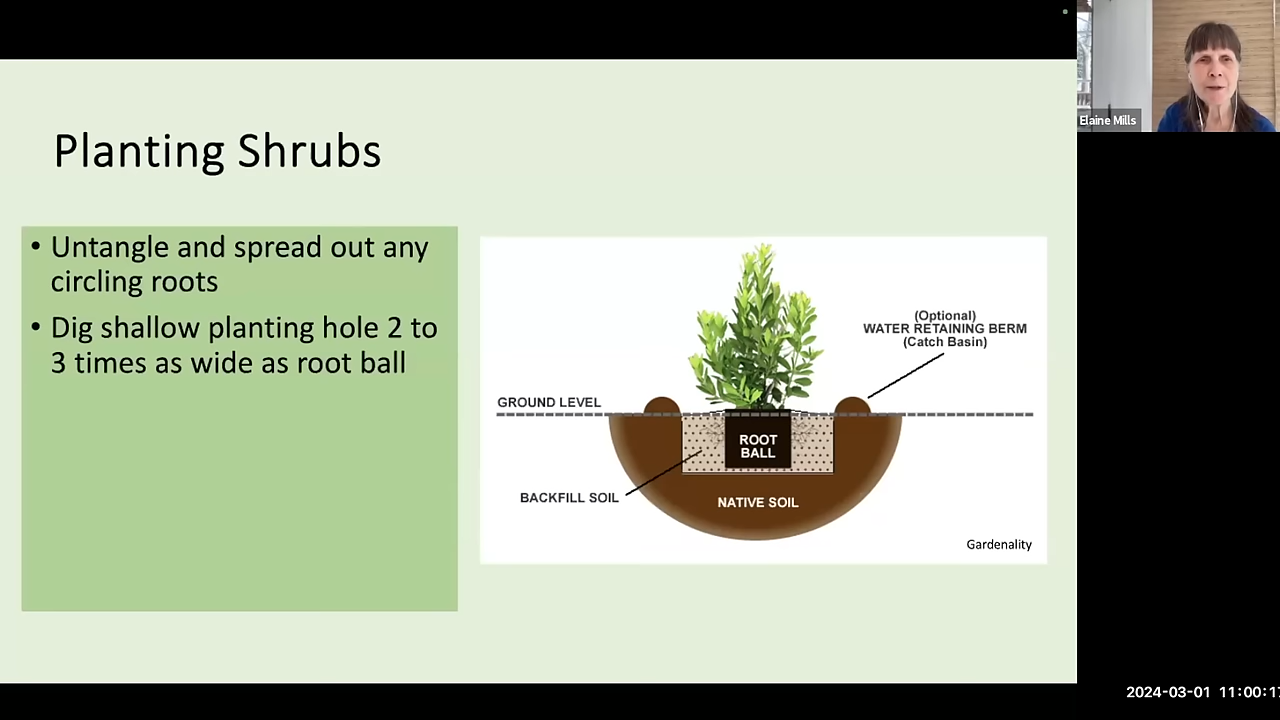 Planting Shrubs
• Untangle and spread out any
circling roots
• Dig shallow planting hole 2 to
3 times as wide as root ball
(Optional)
WATER RETAINING BERM
(Catch Basin)
GROUND LEVEL
ROOT
BALL
BACKFILL SOIL
NATIVE SOIL
Gardenality
Elaine Mills
2024-03-01 11:00:17